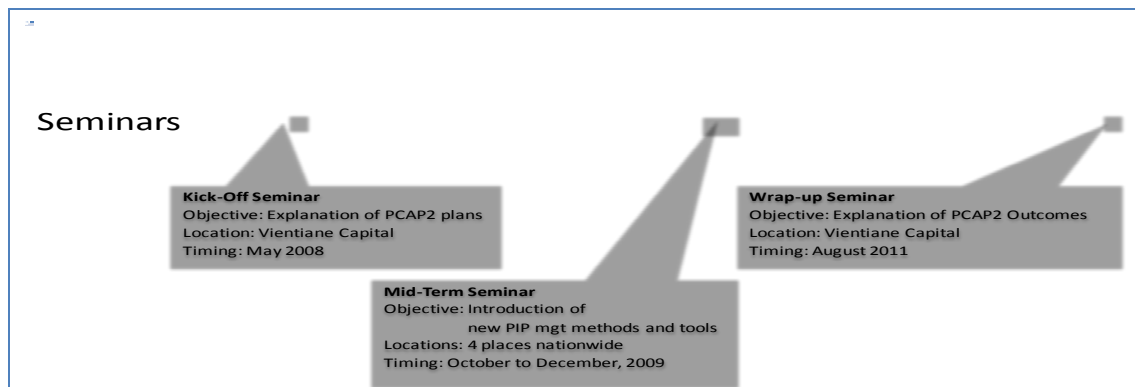 Seminars
Kick-Off Seminar
Objective: Explanation of PCAP2 plans
Location: Vientiane Capital
Timing: May 2008
Mid-Term Seminar
Objective: Introduction of
new PIP mgt methods and tools
Locations: 4 places nationwide
Timing: October to December, 2009
Wrap-up Seminar
Objective: Explanation of PCAP2 Outcomes
Location: Vientiane Capital
Timing: August 2011